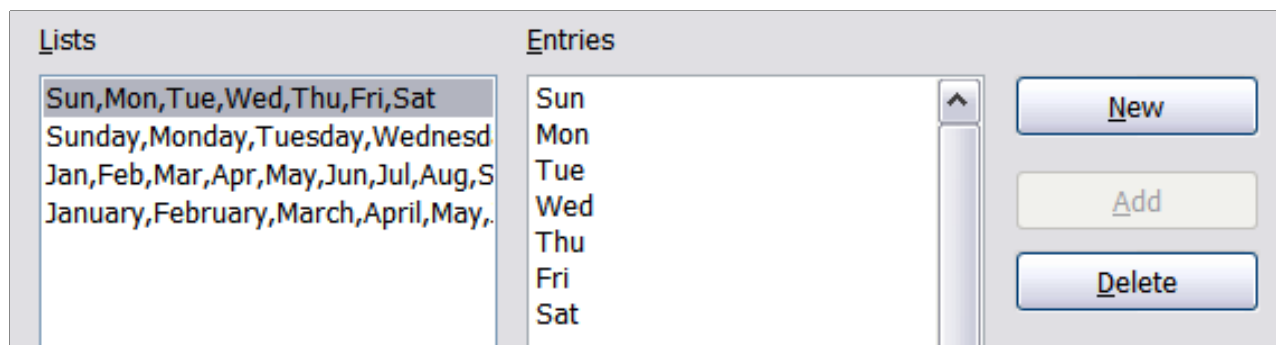 Lists
Entries
Sun,Mon,Tue,Wed,Thu,Fri,Sat
Sunday,Monday,Tuesday,Wednesd
Jan,Feb,Mar,Apr,May,Jun,Jul,Aug,S
January,February,March,April,May,
Sun
Mon
Tue
Wed
Thu
Fri
Sat
New
Add
Delete